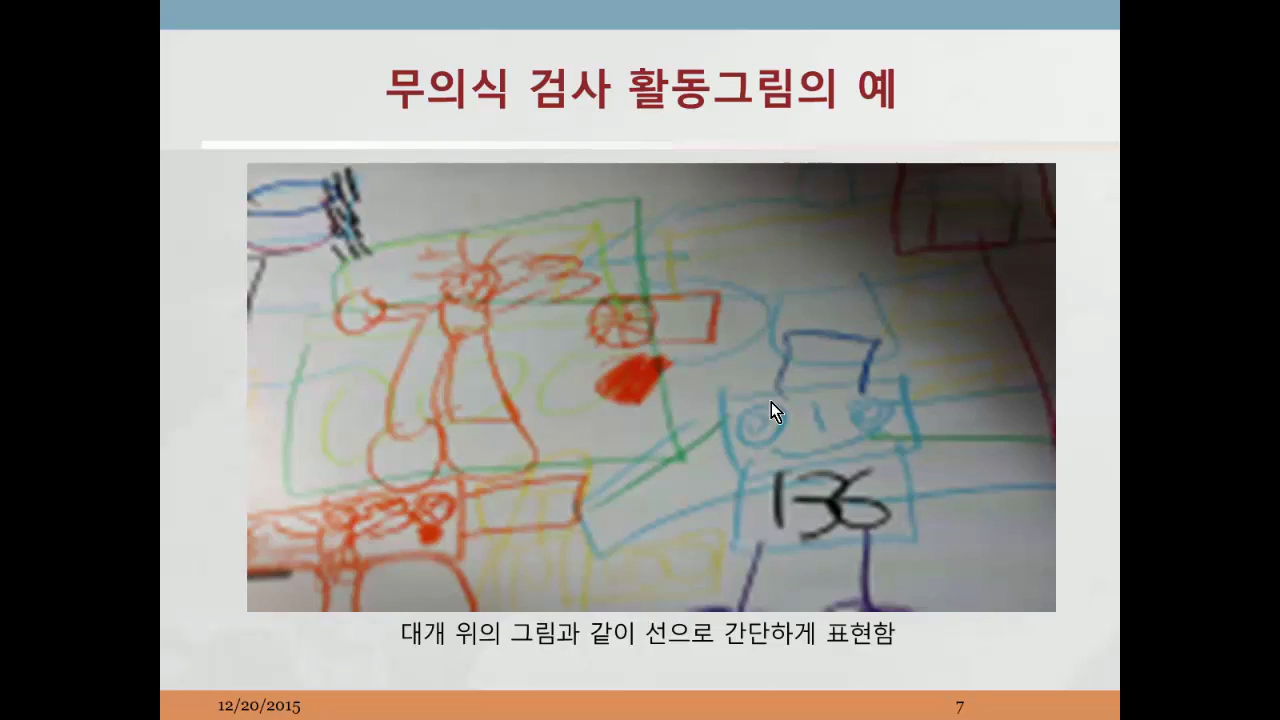 무의식 검사 활동그림의 예
136
대개 위의 그림과 같이 선으로 간단하게 표현함
12/20/2015
7